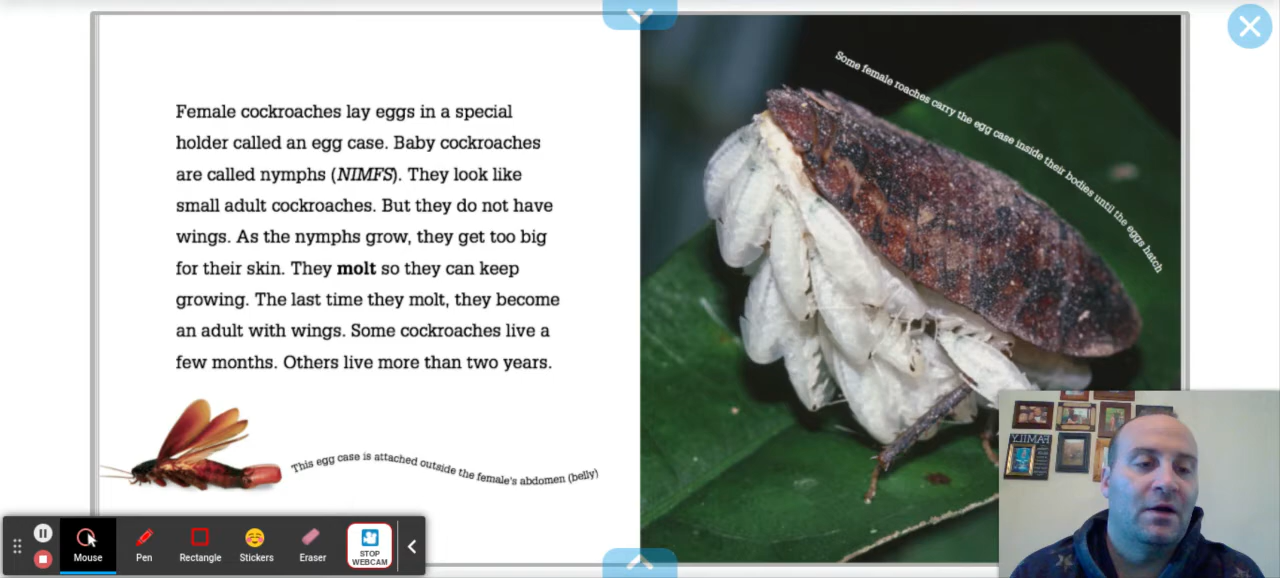 Female cockroaches lay eggs in a special
holder called an egg case. Baby cockroaches
are called nymphs (NIMFS). They look like
small adult cockroaches. But they do not have
wings. As the nymphs grow, they get too big
for their skin. They molt so they can keep
growing. The last time they molt, they become
an adult with wings. Some cockroaches live a
few months. Others live more than two years.
This egg case is attached outside the female's abdomen (belly)
Some female roaches carry the egg case inside their bodies until the eggs hatch
FAMILY
Mouse
Pen
Rectangle
Stickers
Eraser
STOP
WEBCAM